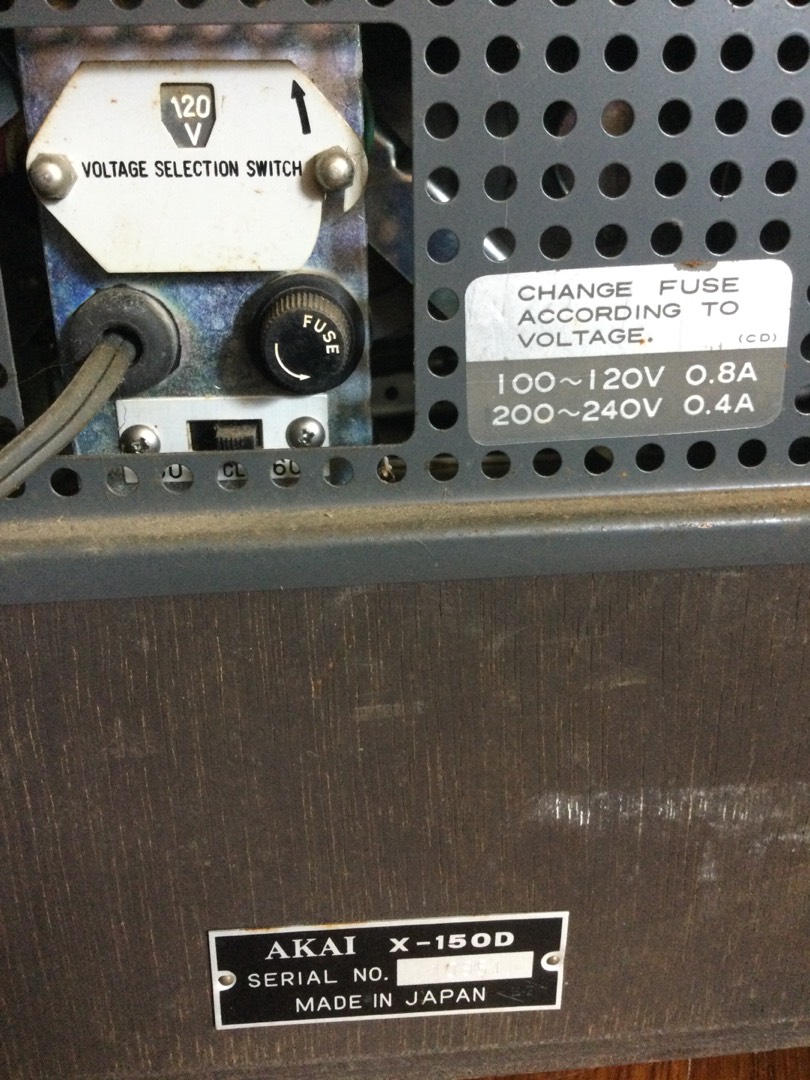 120
V
VOLTAGE SELECTION SWITCH
FUSE
CHANGE FUSE
ACCORDING TO
VOLTAGE.
(CD)
100~120V 0.8A
200~240V 0.4A
AKAI X-150D
SERIAL NO.
MADE IN JAPAN